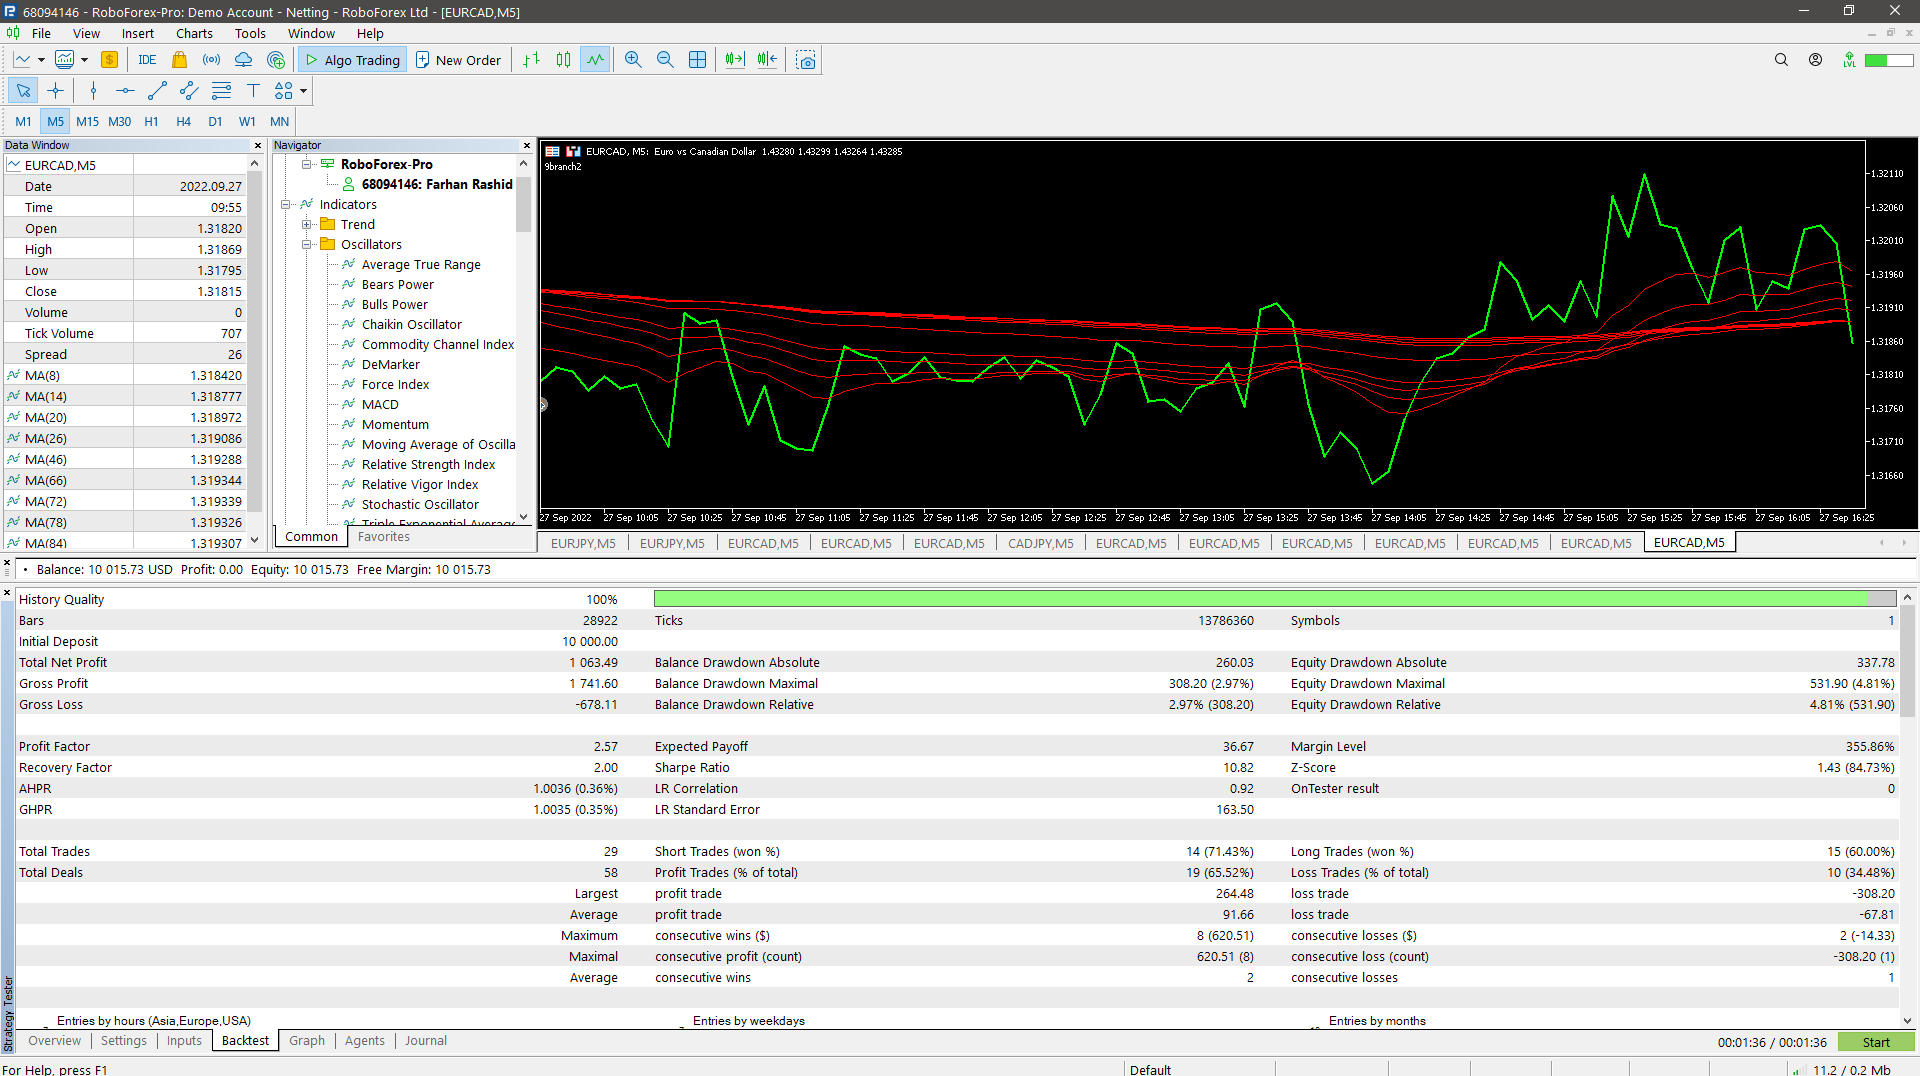 68094146 - RoboForex-Pro: Demo Account - Netting - RoboForex Ltd - [EURCAD,M5]
File View Insert Charts Tools Window Help
IDE Algo Trading New Order LVL
M1 M5 M15 M30 H1 H4 D1 W1 MN
Data Window
EURCAD,M5
Date 2022.09.27
Time 09:55
Open 1.31820
High 1.31869
Low 1.31795
Close 1.31815
Volume 0
Tick Volume 707
Spread 26
MA(8) 1.318420
MA(14) 1.318777
MA(20) 1.318972
MA(26) 1.319086
MA(46) 1.319288
MA(66) 1.319344
MA(72) 1.319339
MA(78) 1.319326
MA(84) 1.319307
Navigator
RoboForex-Pro
68094146: Farhan Rashid
Indicators
Trend
Oscillators
Average True Range
Bears Power
Bulls Power
Chaikin Oscillator
Commodity Channel Index
DeMarker
Force Index
MACD
Momentum
Moving Average of Oscilla
Relative Strength Index
Relative Vigor Index
Stochastic Oscillator
Triple Exponential Average
Common Favorites
EURCAD, M5: Euro vs Canadian Dollar 1.43280 1.43299 1.43264 1.43285
9branch2
1.32110
1.32060
1.32010
1.31960
1.31910
1.31860
1.31810
1.31760
1.31710
1.31660
27 Sep 2022 27 Sep 10:05 27 Sep 10:25 27 Sep 10:45 27 Sep 11:05 27 Sep 11:25 27 Sep 11:45 27 Sep 12:05 27 Sep 12:25 27 Sep 12:45 27 Sep 13:05 27 Sep 13:25 27 Sep 13:45 27 Sep 14:05 27 Sep 14:25 27 Sep 14:45 27 Sep 15:05 27 Sep 15:25 27 Sep 15:45 27 Sep 16:05 27 Sep 16:25
EURJPY,M5 EURJPY,M5 EURCAD,M5 EURCAD,M5 EURCAD,M5 CADJPY,M5 EURCAD,M5 EURCAD,M5 EURCAD,M5 EURCAD,M5 EURCAD,M5 EURCAD,M5 EURCAD,M5
• Balance: 10 015.73 USD Profit: 0.00 Equity: 10 015.73 Free Margin: 10 015.73
History Quality 100%
Bars 28922 Ticks 13786360 Symbols 1
Initial Deposit 10 000.00
Total Net Profit 1 063.49 Balance Drawdown Absolute 260.03 Equity Drawdown Absolute 337.78
Gross Profit 1 741.60 Balance Drawdown Maximal 308.20 (2.97%) Equity Drawdown Maximal 531.90 (4.81%)
Gross Loss -678.11 Balance Drawdown Relative 2.97% (308.20) Equity Drawdown Relative 4.81% (531.90)
Profit Factor 2.57 Expected Payoff 36.67 Margin Level 355.86%
Recovery Factor 2.00 Sharpe Ratio 10.82 Z-Score 1.43 (84.73%)
AHPR 1.0036 (0.36%) LR Correlation 0.92 OnTester result 0
GHPR 1.0035 (0.35%) LR Standard Error 163.50
Total Trades 29 Short Trades (won %) 14 (71.43%) Long Trades (won %) 15 (60.00%)
Total Deals 58 Profit Trades (% of total) 19 (65.52%) Loss Trades (% of total) 10 (34.48%)
Largest profit trade 264.48 loss trade -308.20
Average profit trade 91.66 loss trade -67.81
Maximum consecutive wins ($) 8 (620.51) consecutive losses ($) 2 (-14.33)
Maximal consecutive profit (count) 620.51 (8) consecutive loss (count) -308.20 (1)
Average consecutive wins 2 consecutive losses 1
Entries by hours (Asia,Europe,USA) Entries by weekdays Entries by months
Strategy Tester
Overview Settings Inputs Backtest Graph Agents Journal 00:01:36 / 00:01:36 Start
For Help, press F1 Default 11.2 / 0.2 Mb